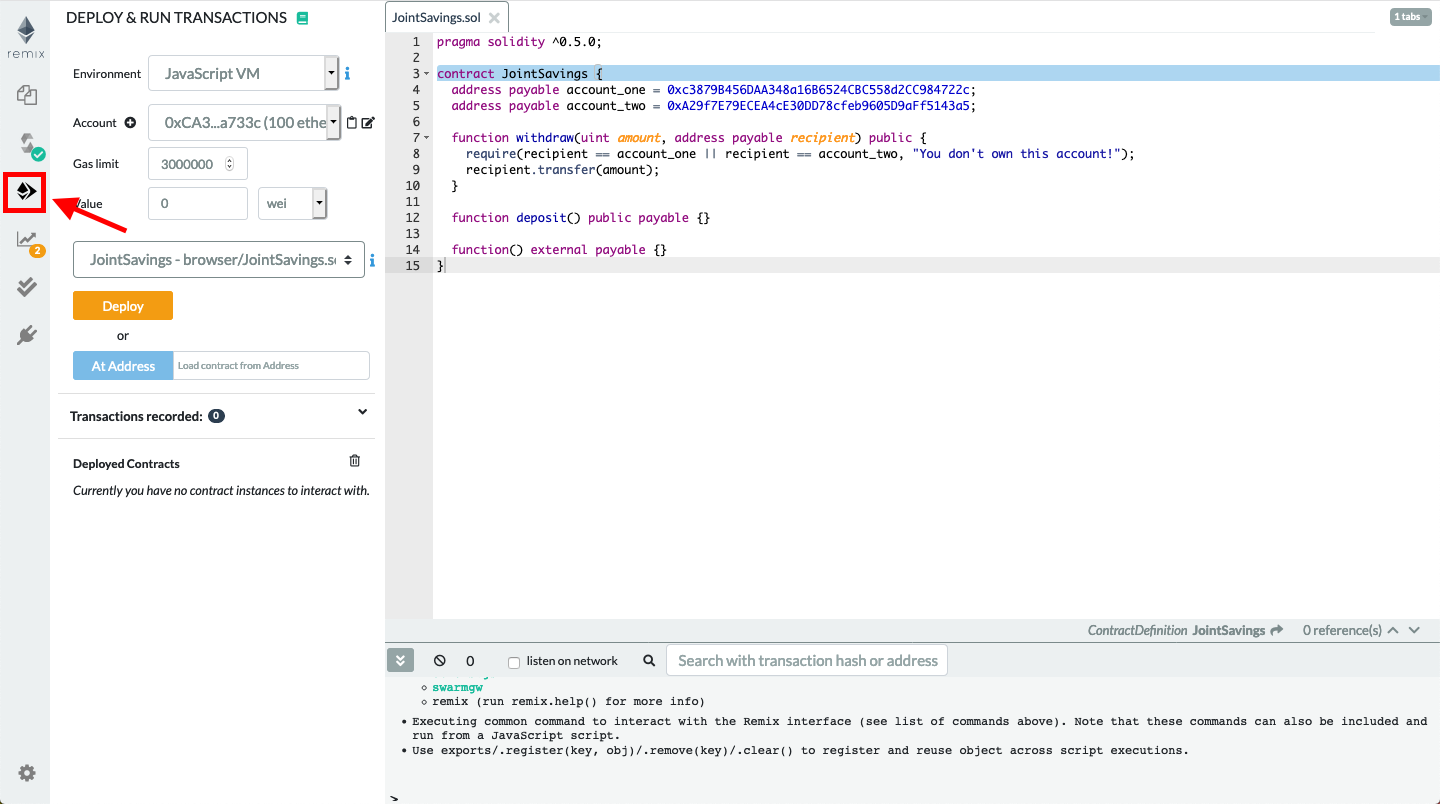 remix
DEPLOY & RUN TRANSACTIONS
Environment
JavaScript VM
i
Account
0xCA3...a733c (100 ethe
Gas limit
3000000
alue
0
wei
2
JointSavings - browser/JointSavings.s
i
Deploy
or
At Address
Load contract from Address
Transactions recorded: 0
Deployed Contracts
Currently you have no contract instances to interact with.
JointSavings.sol
1 tabs
1 pragma solidity ^0.5.0;
2
3 contract JointSavings {
4 address payable account_one = 0xc3879B456DAA348a16B6524CBC558d2CC984722c;
5 address payable account_two = 0xA29f7E79ECEA4cE30DD78cfeb9605D9aFf5143a5;
6
7 function withdraw(uint amount, address payable recipient) public {
8 require(recipient == account_one || recipient == account_two, "You don't own this account!");
9 recipient.transfer(amount);
10 }
11
12 function deposit() public payable {}
13
14 function() external payable {}
15 }
ContractDefinition JointSavings 0 reference(s)
0
listen on network
Search with transaction hash or address
swarmgw
remix (run remix.help() for more info)
• Executing common command to interact with the Remix interface (see list of commands above). Note that these commands can also be included and
run from a JavaScript script.
• Use exports/.register(key, obj)/.remove(key)/.clear() to register and reuse object across script executions.
>